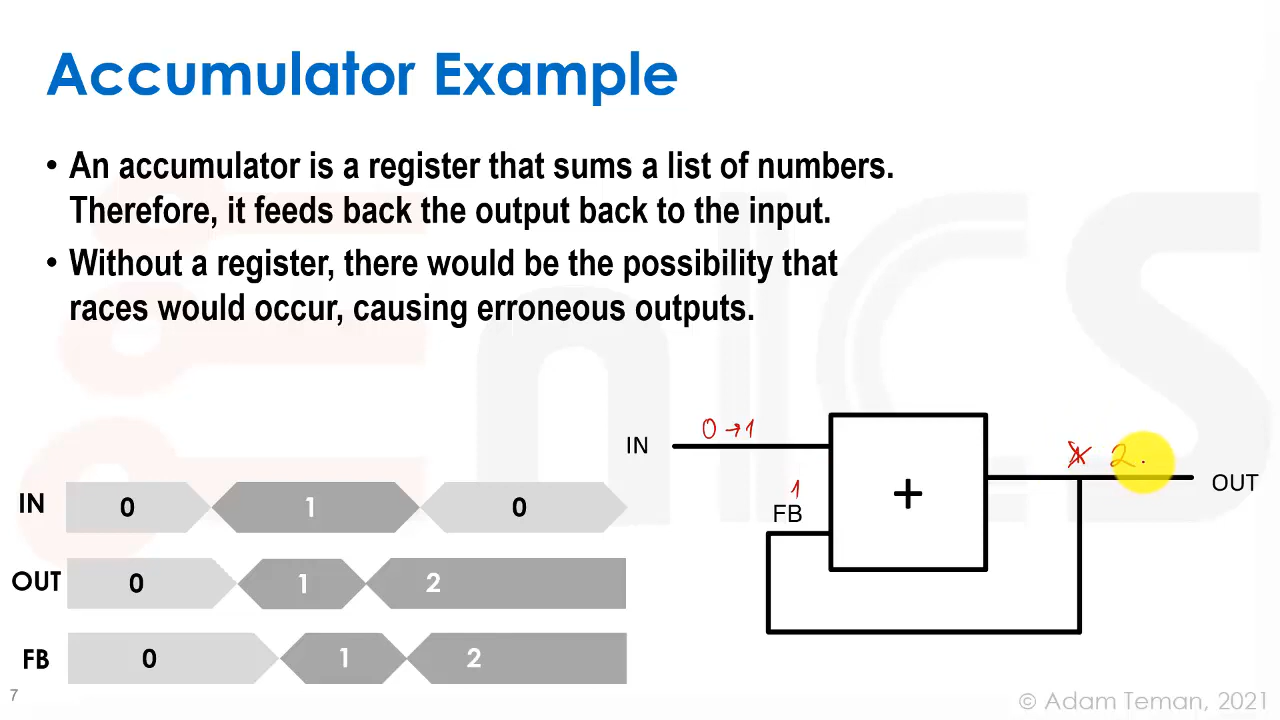 Accumulator Example
• An accumulator is a register that sums a list of numbers.
Therefore, it feeds back the output back to the input.
• Without a register, there would be the possibility that
races would occur, causing erroneous outputs.
IN 0→1
1
FB
+
2
OUT
IN 0 1 0
OUT 0 1 2
FB 0 1 2
7
© Adam Teman, 2021
nICS